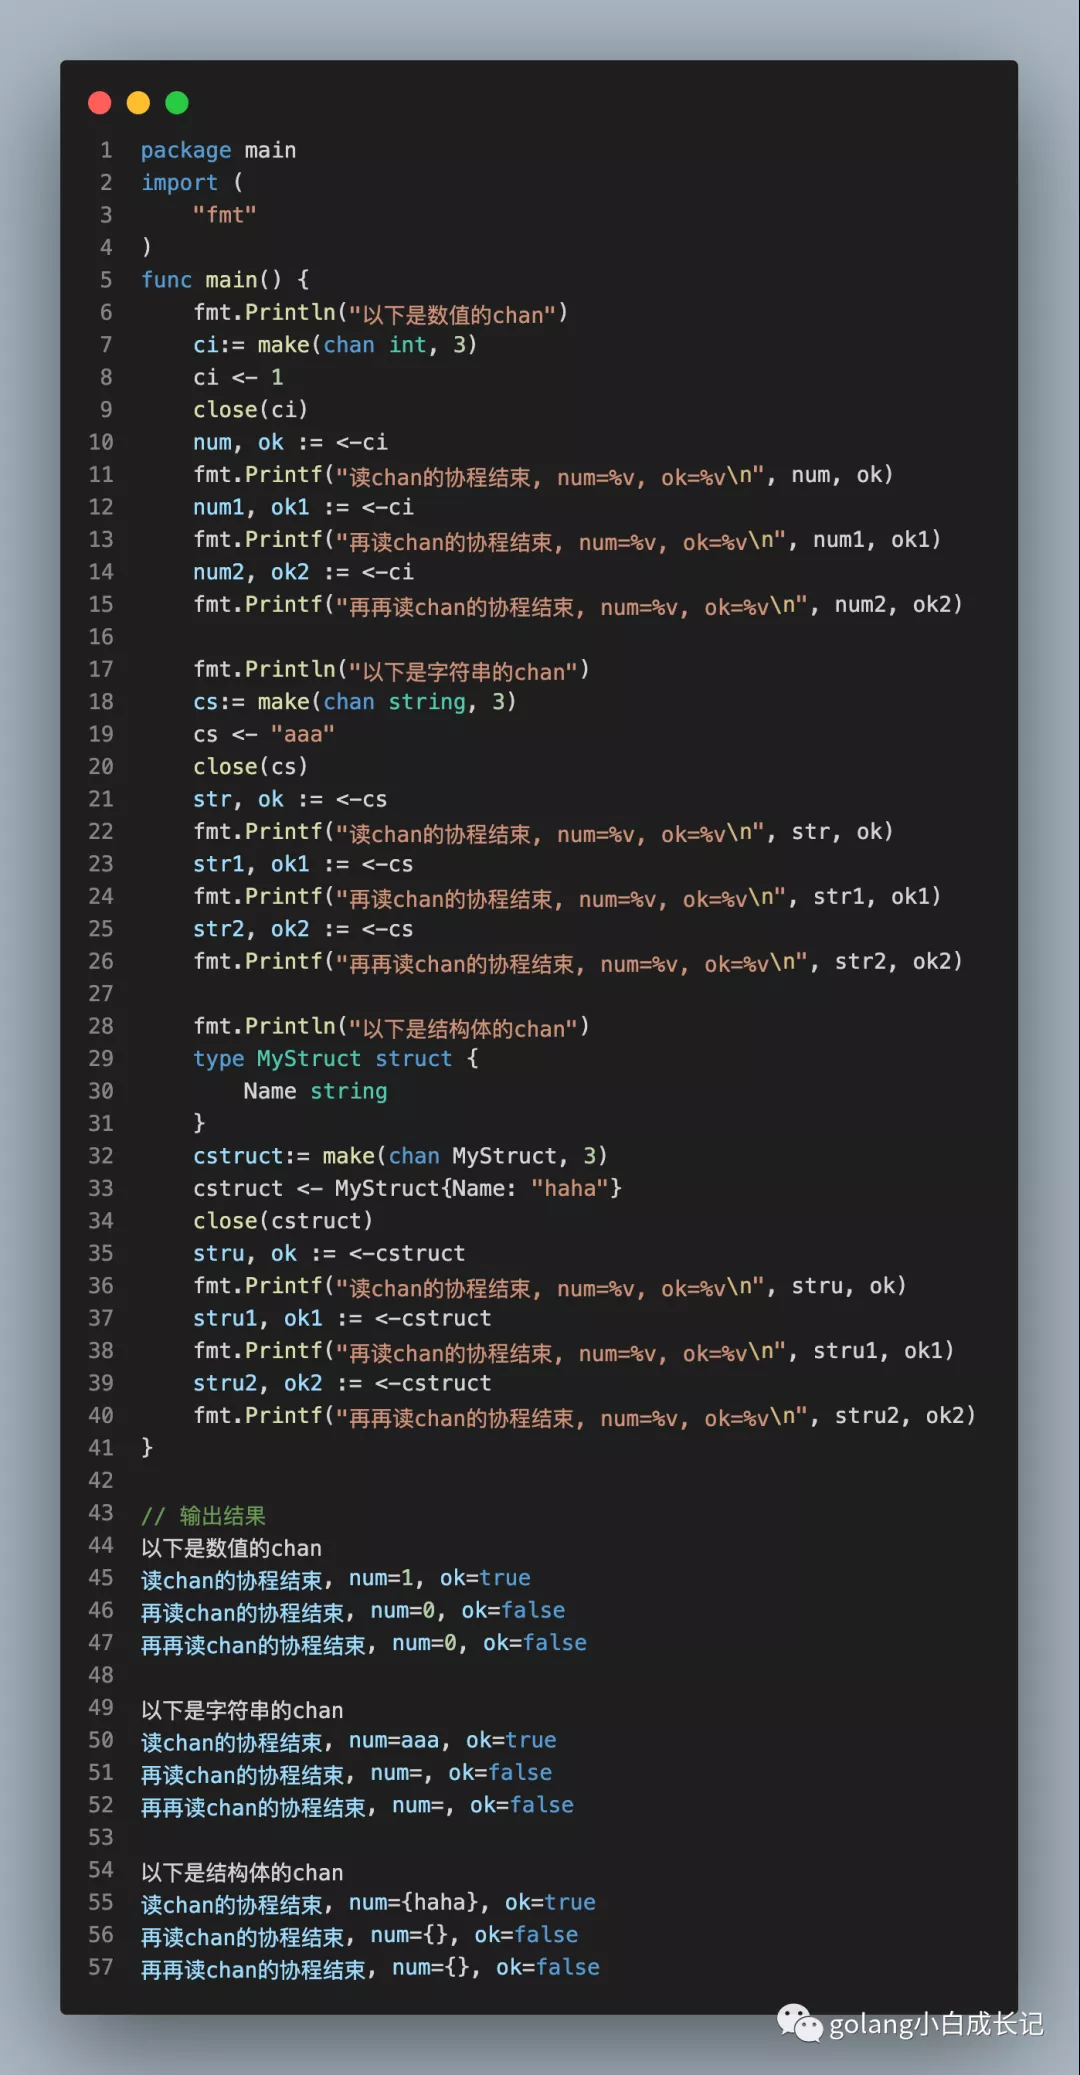 1 package main
2 import (
3     "fmt"
4 )
5 func main() {
6     fmt.Println("以下是数值的chan")
7     ci:= make(chan int, 3)
8     ci <- 1
9     close(ci)
10     num, ok := <-ci
11     fmt.Printf("读chan的协程结束, num=%v, ok=%v\n", num, ok)
12     num1, ok1 := <-ci
13     fmt.Printf("再读chan的协程结束, num=%v, ok=%v\n", num1, ok1)
14     num2, ok2 := <-ci
15     fmt.Printf("再再读chan的协程结束, num=%v, ok=%v\n", num2, ok2)
16
17     fmt.Println("以下是字符串的chan")
18     cs:= make(chan string, 3)
19     cs <- "aaa"
20     close(cs)
21     str, ok := <-cs
22     fmt.Printf("读chan的协程结束, num=%v, ok=%v\n", str, ok)
23     str1, ok1 := <-cs
24     fmt.Printf("再读chan的协程结束, num=%v, ok=%v\n", str1, ok1)
25     str2, ok2 := <-cs
26     fmt.Printf("再再读chan的协程结束, num=%v, ok=%v\n", str2, ok2)
27
28     fmt.Println("以下是结构体的chan")
29     type MyStruct struct {
30         Name string
31     }
32     cstruct:= make(chan MyStruct, 3)
33     cstruct <- MyStruct{Name: "haha"}
34     close(cstruct)
35     stru, ok := <-cstruct
36     fmt.Printf("读chan的协程结束, num=%v, ok=%v\n", stru, ok)
37     stru1, ok1 := <-cstruct
38     fmt.Printf("再读chan的协程结束, num=%v, ok=%v\n", stru1, ok1)
39     stru2, ok2 := <-cstruct
40     fmt.Printf("再再读chan的协程结束, num=%v, ok=%v\n", stru2, ok2)
41 }
42
43 // 输出结果
44 以下是数值的chan
45 读chan的协程结束, num=1, ok=true
46 再读chan的协程结束, num=0, ok=false
47 再再读chan的协程结束, num=0, ok=false
48
49 以下是字符串的chan
50 读chan的协程结束, num=aaa, ok=true
51 再读chan的协程结束, num=, ok=false
52 再再读chan的协程结束, num=, ok=false
53
54 以下是结构体的chan
55 读chan的协程结束, num={haha}, ok=true
56 再读chan的协程结束, num={}, ok=false
57 再再读chan的协程结束, num={}, ok=false
golang小白成长记